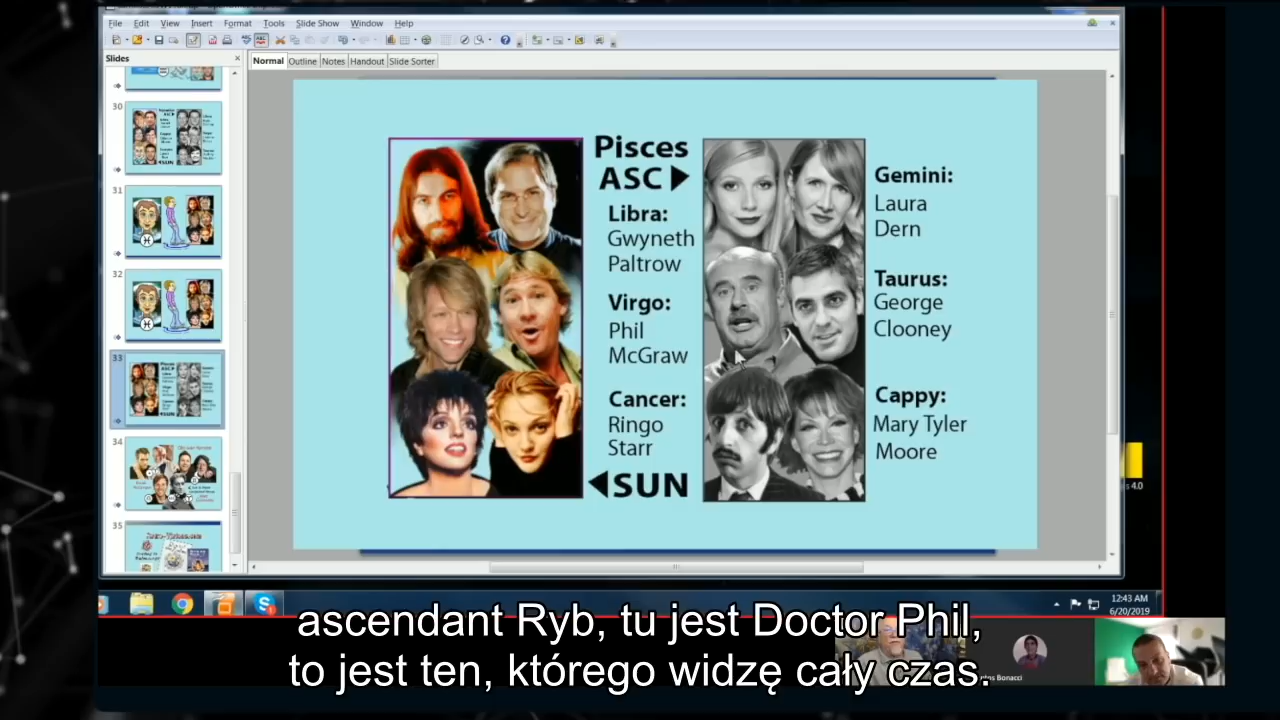 File Edit View Insert Format Tools Slide Show Window Help
Slides
Normal Outline Notes Handout Slide Sorter
30
31
32
33
34
35
Pisces
ASC
Libra:
Gwyneth
Paltrow
Virgo:
Phil
McGraw
Cancer:
Ringo
Starr
SUN
Gemini:
Laura
Dern
Taurus:
George
Clooney
Cappy:
Mary Tyler
Moore
4.0
12:43 AM
6/20/2019
Bonacci
ascendant Ryb, tu jest Doctor Phil,
to jest ten, którego widzę cały czas.